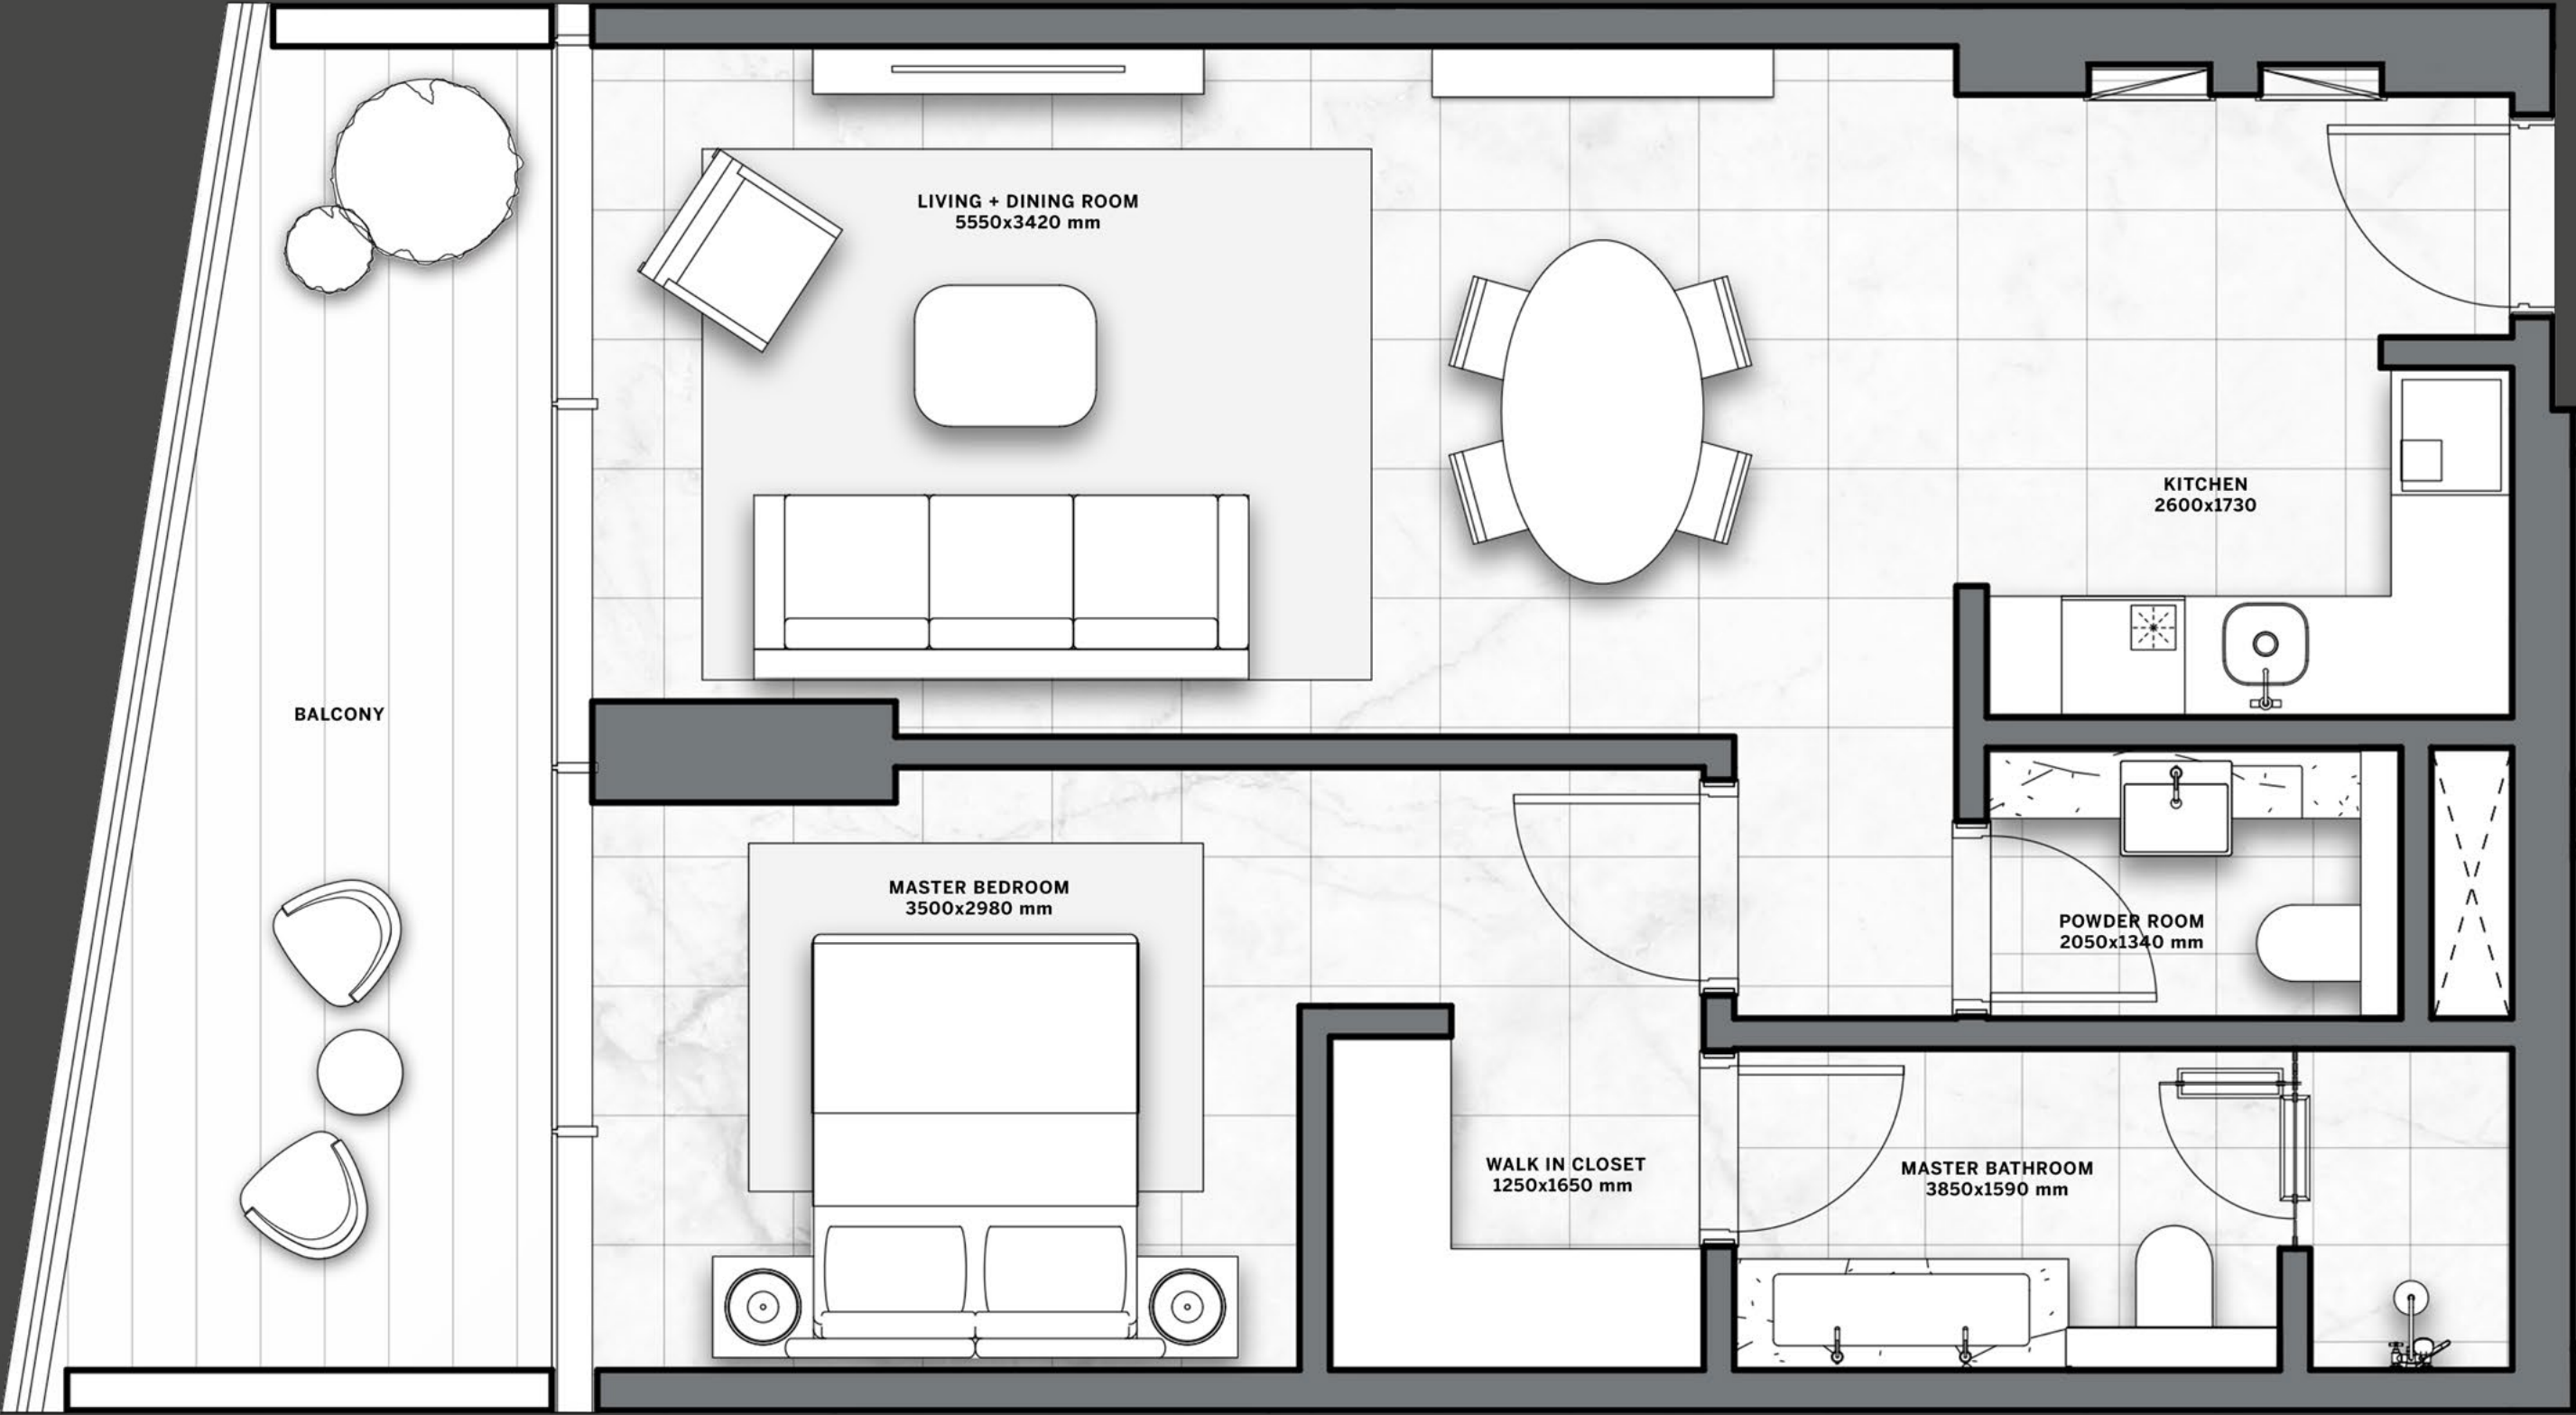 LIVING + DINING ROOM
5550x3420 mm
KITCHEN
2600x1730
BALCONY
MASTER BEDROOM
3500x2980 mm
POWDER ROOM
2050x1340 mm
WALK IN CLOSET
1250x1650 mm
MASTER BATHROOM
3850x1590 mm